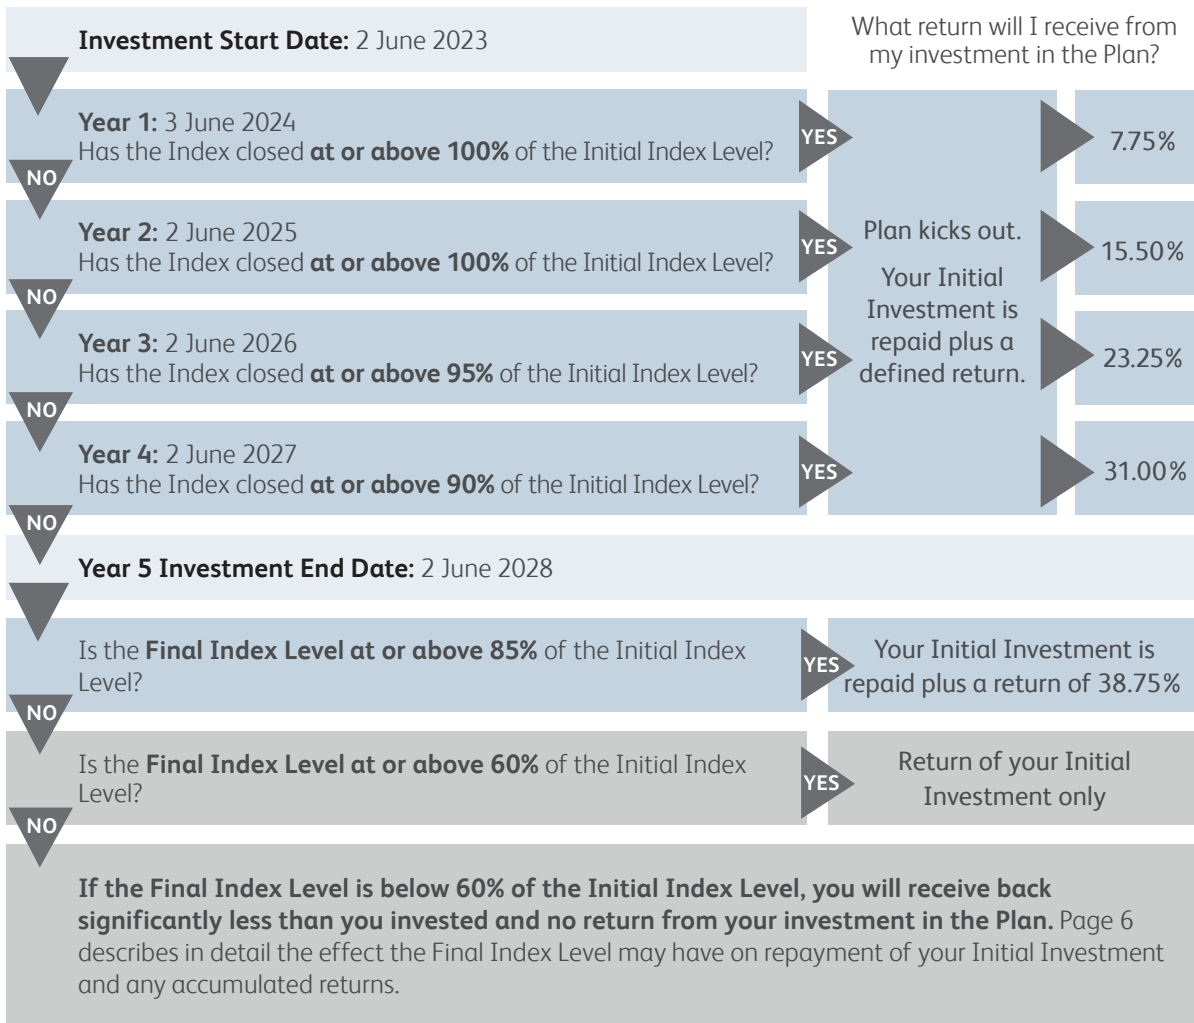 Investment Start Date: 2 June 2023
What return will I receive from
my investment in the Plan?
Year 1: 3 June 2024
Has the Index closed at or above 100% of the Initial Index Level?
YES
7.75%
NO
Year 2: 2 June 2025
Has the Index closed at or above 100% of the Initial Index Level?
YES
Plan kicks out.
Your Initial
Investment is
repaid plus a
defined return.
15.50%
NO
Year 3: 2 June 2026
Has the Index closed at or above 95% of the Initial Index Level?
YES
23.25%
NO
Year 4: 2 June 2027
Has the Index closed at or above 90% of the Initial Index Level?
YES
31.00%
NO
Year 5 Investment End Date: 2 June 2028
Is the Final Index Level at or above 85% of the Initial Index
Level?
YES
Your Initial Investment is
repaid plus a return of 38.75%
NO
Is the Final Index Level at or above 60% of the Initial Index
Level?
YES
Return of your Initial
Investment only
NO
If the Final Index Level is below 60% of the Initial Index Level, you will receive back
significantly less than you invested and no return from your investment in the Plan. Page 6
describes in detail the effect the Final Index Level may have on repayment of your Initial Investment
and any accumulated returns.